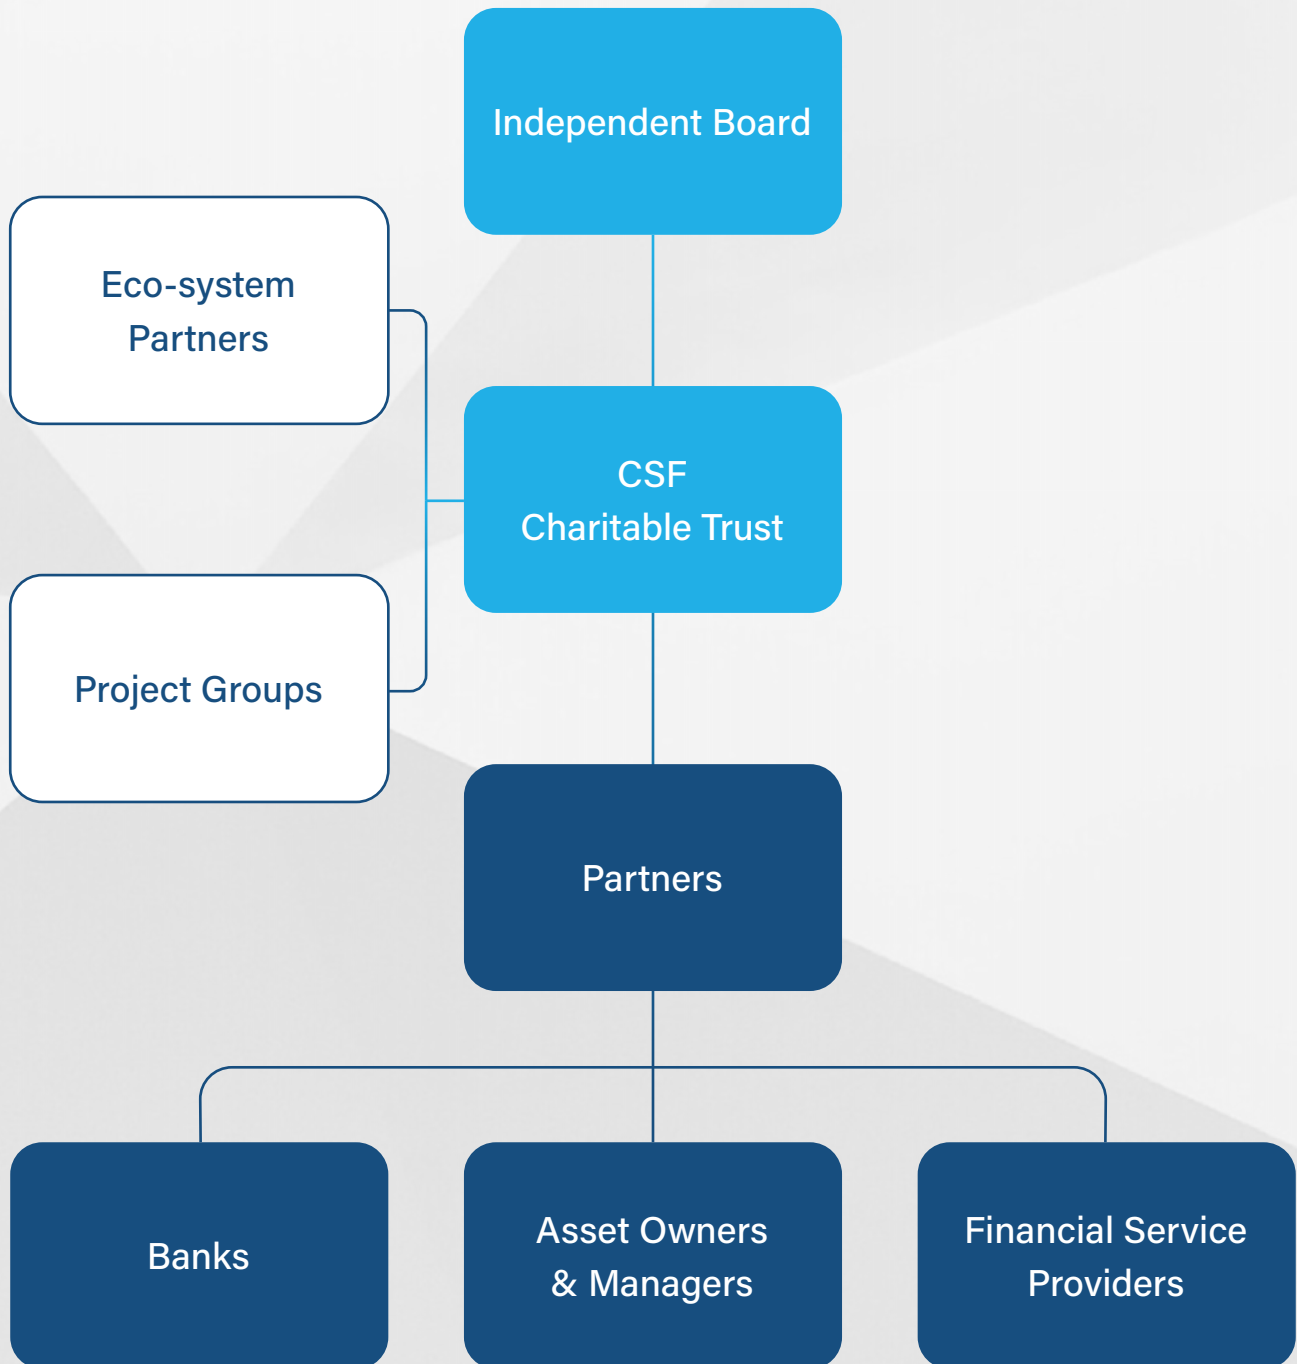 Independent Board
Eco-system
Partners
CSF
Charitable Trust
Project Groups
Partners
Banks
Asset Owners
& Managers
Financial Service
Providers